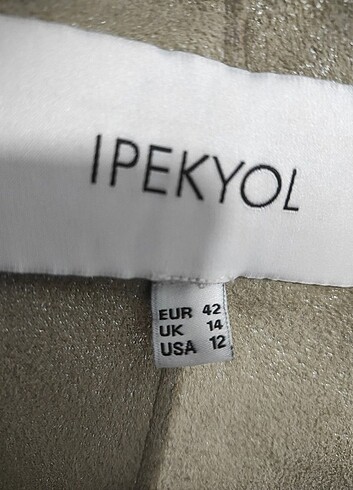 IPEKYOL
EUR 42
UK 14
USA 12